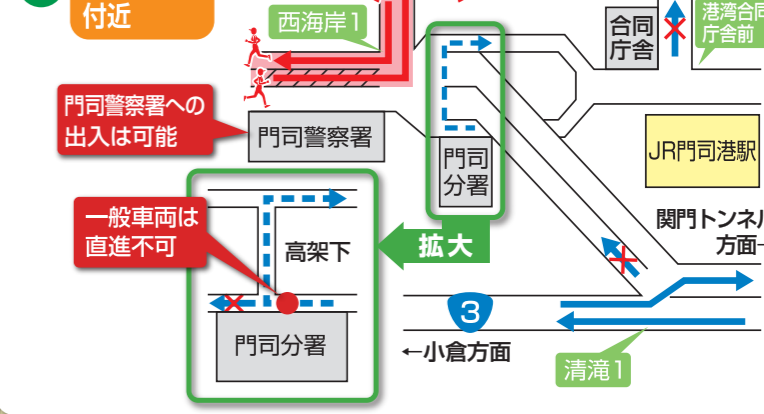 付近
西海岸1
合同
庁舎
港湾合同
庁舎前
門司警察署への
出入は可能
門司警察署
門司
分署
JR門司港駅
一般車両は
直進不可
高架下
拡大
関門トンネル
方面
3
門司分署
←小倉方面
清滝1